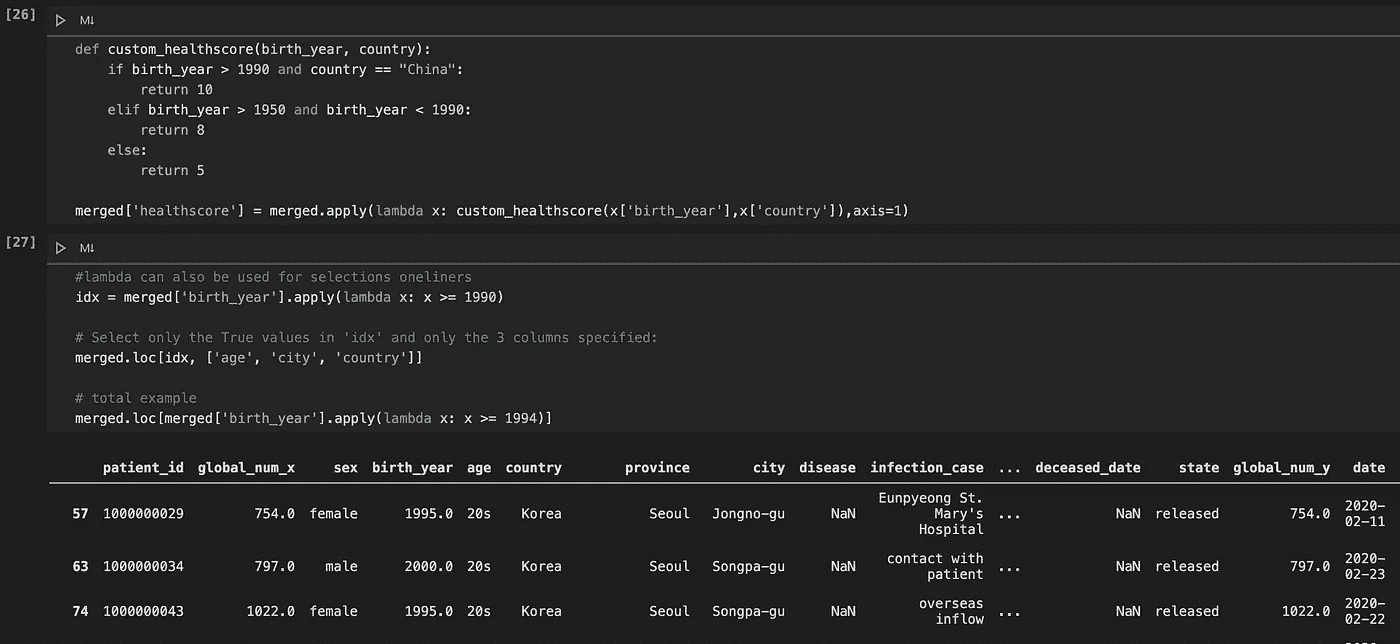 [26]
M↓
def custom_healthscore(birth_year, country):
    if birth_year > 1990 and country == "China":
        return 10
    elif birth_year > 1950 and birth_year < 1990:
        return 8
    else:
        return 5
merged['healthscore'] = merged.apply(lambda x: custom_healthscore(x['birth_year'],x['country']),axis=1)
[27]
M↓
#lambda can also be used for selections oneliners
idx = merged['birth_year'].apply(lambda x: x >= 1990)
# Select only the True values in 'idx' and only the 3 columns specified:
merged.loc[idx, ['age', 'city', 'country']]
# total example
merged.loc[merged['birth_year'].apply(lambda x: x >= 1994)]
patient_id global_num_x sex birth_year age country province city disease infection_case ... deceased_date state global_num_y date
57 1000000029 754.0 female 1995.0 20s Korea Seoul Jongno-gu NaN Eunpyeong St. Mary's Hospital ... NaN released 754.0 2020-02-11
63 1000000034 797.0 male 2000.0 20s Korea Seoul Songpa-gu NaN contact with patient ... NaN released 797.0 2020-02-23
74 1000000043 1022.0 female 1995.0 20s Korea Seoul Songpa-gu NaN overseas inflow ... NaN released 1022.0 2020-02-22